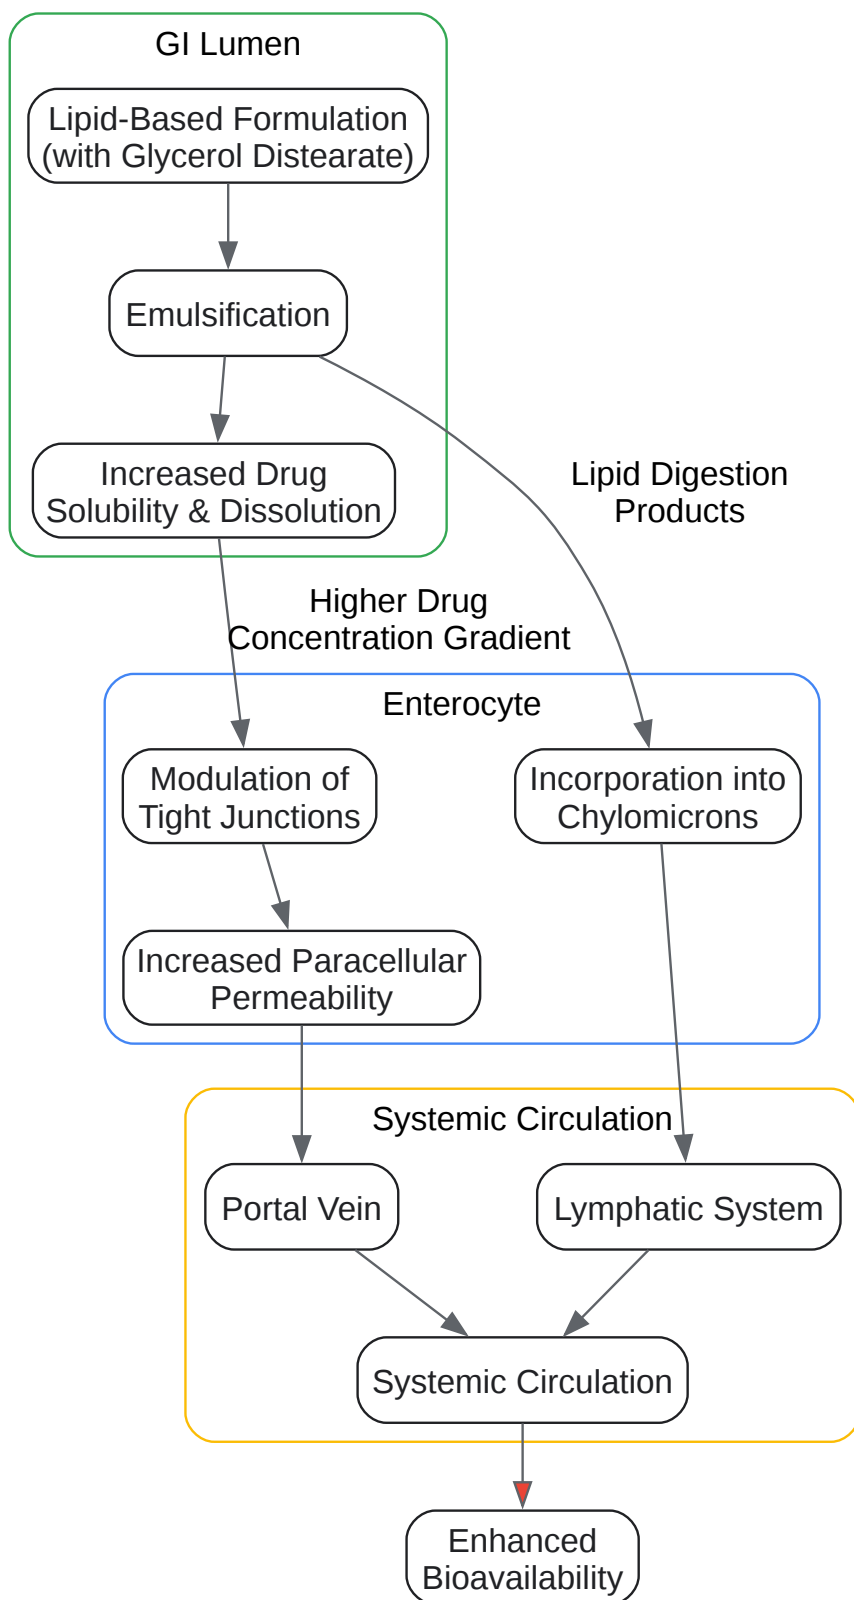 GI Lumen
Lipid-Based Formulation
(with Glycerol Distearate)
Emulsification
Increased Drug
Solubility & Dissolution
Lipid Digestion
Products
Higher Drug
Concentration Gradient
Enterocyte
Modulation of
Tight Junctions
Incorporation into
Chylomicrons
Increased Paracellular
Permeability
Systemic Circulation
Portal Vein
Lymphatic System
Systemic Circulation
Enhanced
Bioavailability